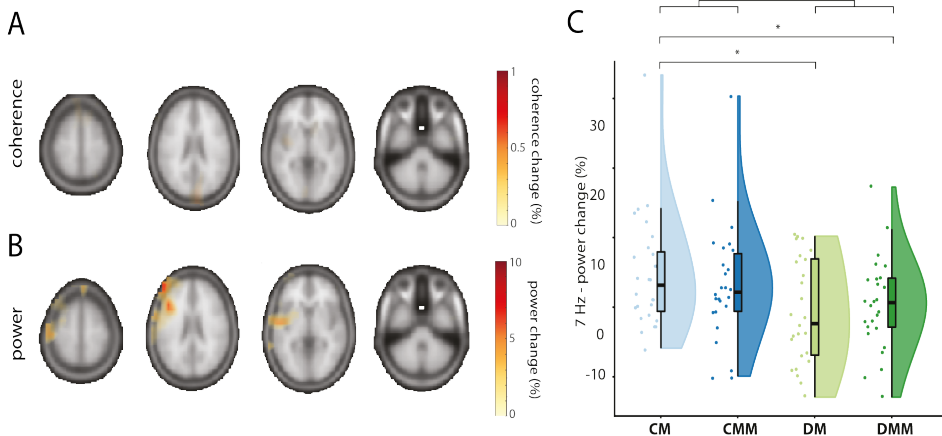 A
coherence
1
0.5
0
coherence change (%)
B
power
10
5
0
power change (%)
C
*
*
7 Hz - power change (%)
30
20
10
0
-10
CM CMM DM DMM